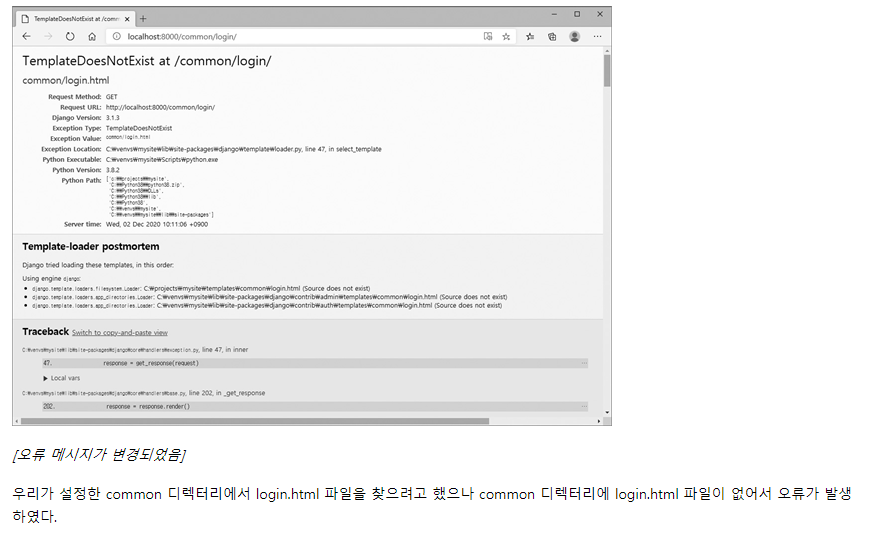 TemplateDoesNotExist at /comm
localhost:8000/common/login/
TemplateDoesNotExist at /common/login/
common/login.html
Request Method: GET
Request URL: http://localhost:8000/common/login/
Django Version: 3.1.3
Exception Type: TemplateDoesNotExist
Exception Value: common/login.html
Exception Location: C:₩venvs₩mysite₩lib₩site-packages₩django₩template₩loader.py, line 47, in select_template
Python Executable: C:₩venvs₩mysite₩Scripts₩python.exe
Python Version: 3.8.2
Python Path: ['c:₩₩projects₩₩mysite',
'C:₩₩Python38₩₩python38.zip',
'C:₩₩Python38₩₩DLLs',
'C:₩₩Python38₩₩lib',
'C:₩₩Python38',
'C:₩₩venvs₩₩mysite',
'C:₩₩venvs₩₩mysite₩₩lib₩₩site-packages']
Server time: Wed, 02 Dec 2020 10:11:06 +0900
Template-loader postmortem
Django tried loading these templates, in this order:
Using engine django:
• django.template.loaders.filesystem.Loader: C:₩projects₩mysite₩templates₩common₩login.html (Source does not exist)
• django.template.loaders.app_directories.Loader: C:₩venvs₩mysite₩lib₩site-packages₩django₩contrib₩admin₩templates₩common₩login.html (Source does not exist)
• django.template.loaders.app_directories.Loader: C:₩venvs₩mysite₩lib₩site-packages₩django₩contrib₩auth₩templates₩common₩login.html (Source does not exist)
Traceback Switch to copy-and-paste view
C:₩venvs₩mysite₩lib₩site-packages₩django₩core₩handlers₩exception.py, line 47, in inner
47. response = get_response(request) …
▶ Local vars
C:₩venvs₩mysite₩lib₩site-packages₩django₩core₩handlers₩base.py, line 202, in _get_response
202. response = response.render() …
[오류 메시지가 변경되었음]
우리가 설정한 common 디렉터리에서 login.html 파일을 찾으려고 했으나 common 디렉터리에 login.html 파일이 없어서 오류가 발생
하였다.